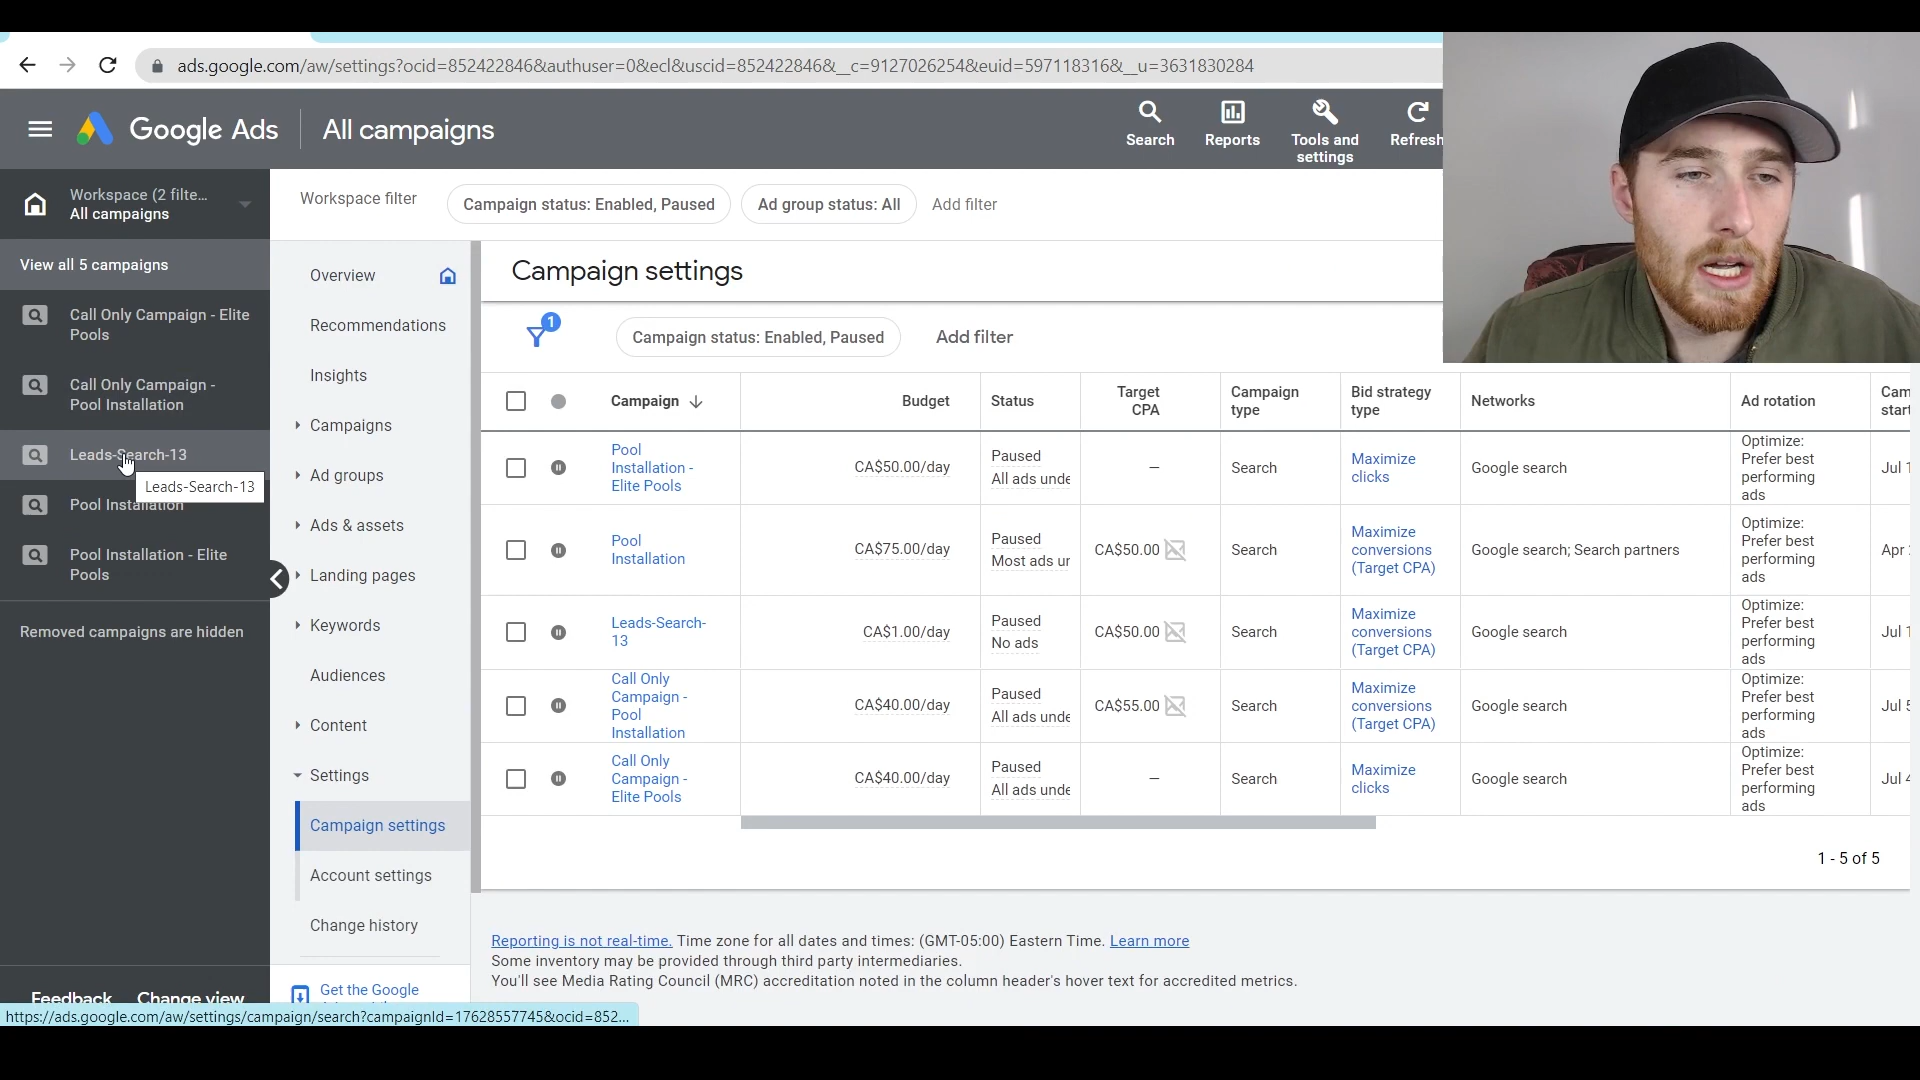 ads.google.com/aw/settings?ocid=852422846&authuser=0&ecl&uscid=852422846&__c=9127026254&euid=597118316&__u=3631830284
Google Ads
All campaigns
Search
Reports
Tools and
settings
Refresh
Workspace (2 filte...
All campaigns
View all 5 campaigns
Call Only Campaign - Elite
Pools
Call Only Campaign -
Pool Installation
Leads-Search-13
Leads-Search-13
Pool Installation
Pool Installation - Elite
Pools
Removed campaigns are hidden
Feedback
Change view
Workspace filter
Campaign status: Enabled, Paused
Ad group status: All
Add filter
Overview
Recommendations
Insights
Campaigns
Ad groups
Ads & assets
Landing pages
Keywords
Audiences
Content
Settings
Campaign settings
Account settings
Change history
Get the Google
Campaign settings
1
Campaign status: Enabled, Paused
Add filter
Campaign
Budget
Status
Target
CPA
Campaign
type
Bid strategy
type
Networks
Ad rotation
Cam
start
Pool
Installation -
Elite Pools
CA$50.00/day
Paused
All ads unde
—
Search
Maximize
clicks
Google search
Optimize:
Prefer best
performing
ads
Jul 1
Pool
Installation
CA$75.00/day
Paused
Most ads ur
CA$50.00
Search
Maximize
conversions
(Target CPA)
Google search; Search partners
Optimize:
Prefer best
performing
ads
Apr
Leads-Search-
13
CA$1.00/day
Paused
No ads
CA$50.00
Search
Maximize
conversions
(Target CPA)
Google search
Optimize:
Prefer best
performing
ads
Jul 1
Call Only
Campaign -
Pool
Installation
CA$40.00/day
Paused
All ads unde
CA$55.00
Search
Maximize
conversions
(Target CPA)
Google search
Optimize:
Prefer best
performing
ads
Jul 5
Call Only
Campaign -
Elite Pools
CA$40.00/day
Paused
All ads unde
—
Search
Maximize
clicks
Google search
Optimize:
Prefer best
performing
ads
Jul 4
1 - 5 of 5
Reporting is not real-time. Time zone for all dates and times: (GMT-05:00) Eastern Time. Learn more
Some inventory may be provided through third party intermediaries.
You'll see Media Rating Council (MRC) accreditation noted in the column header's hover text for accredited metrics.
https://ads.google.com/aw/settings/campaign/search?campaignId=17628557745&ocid=852...